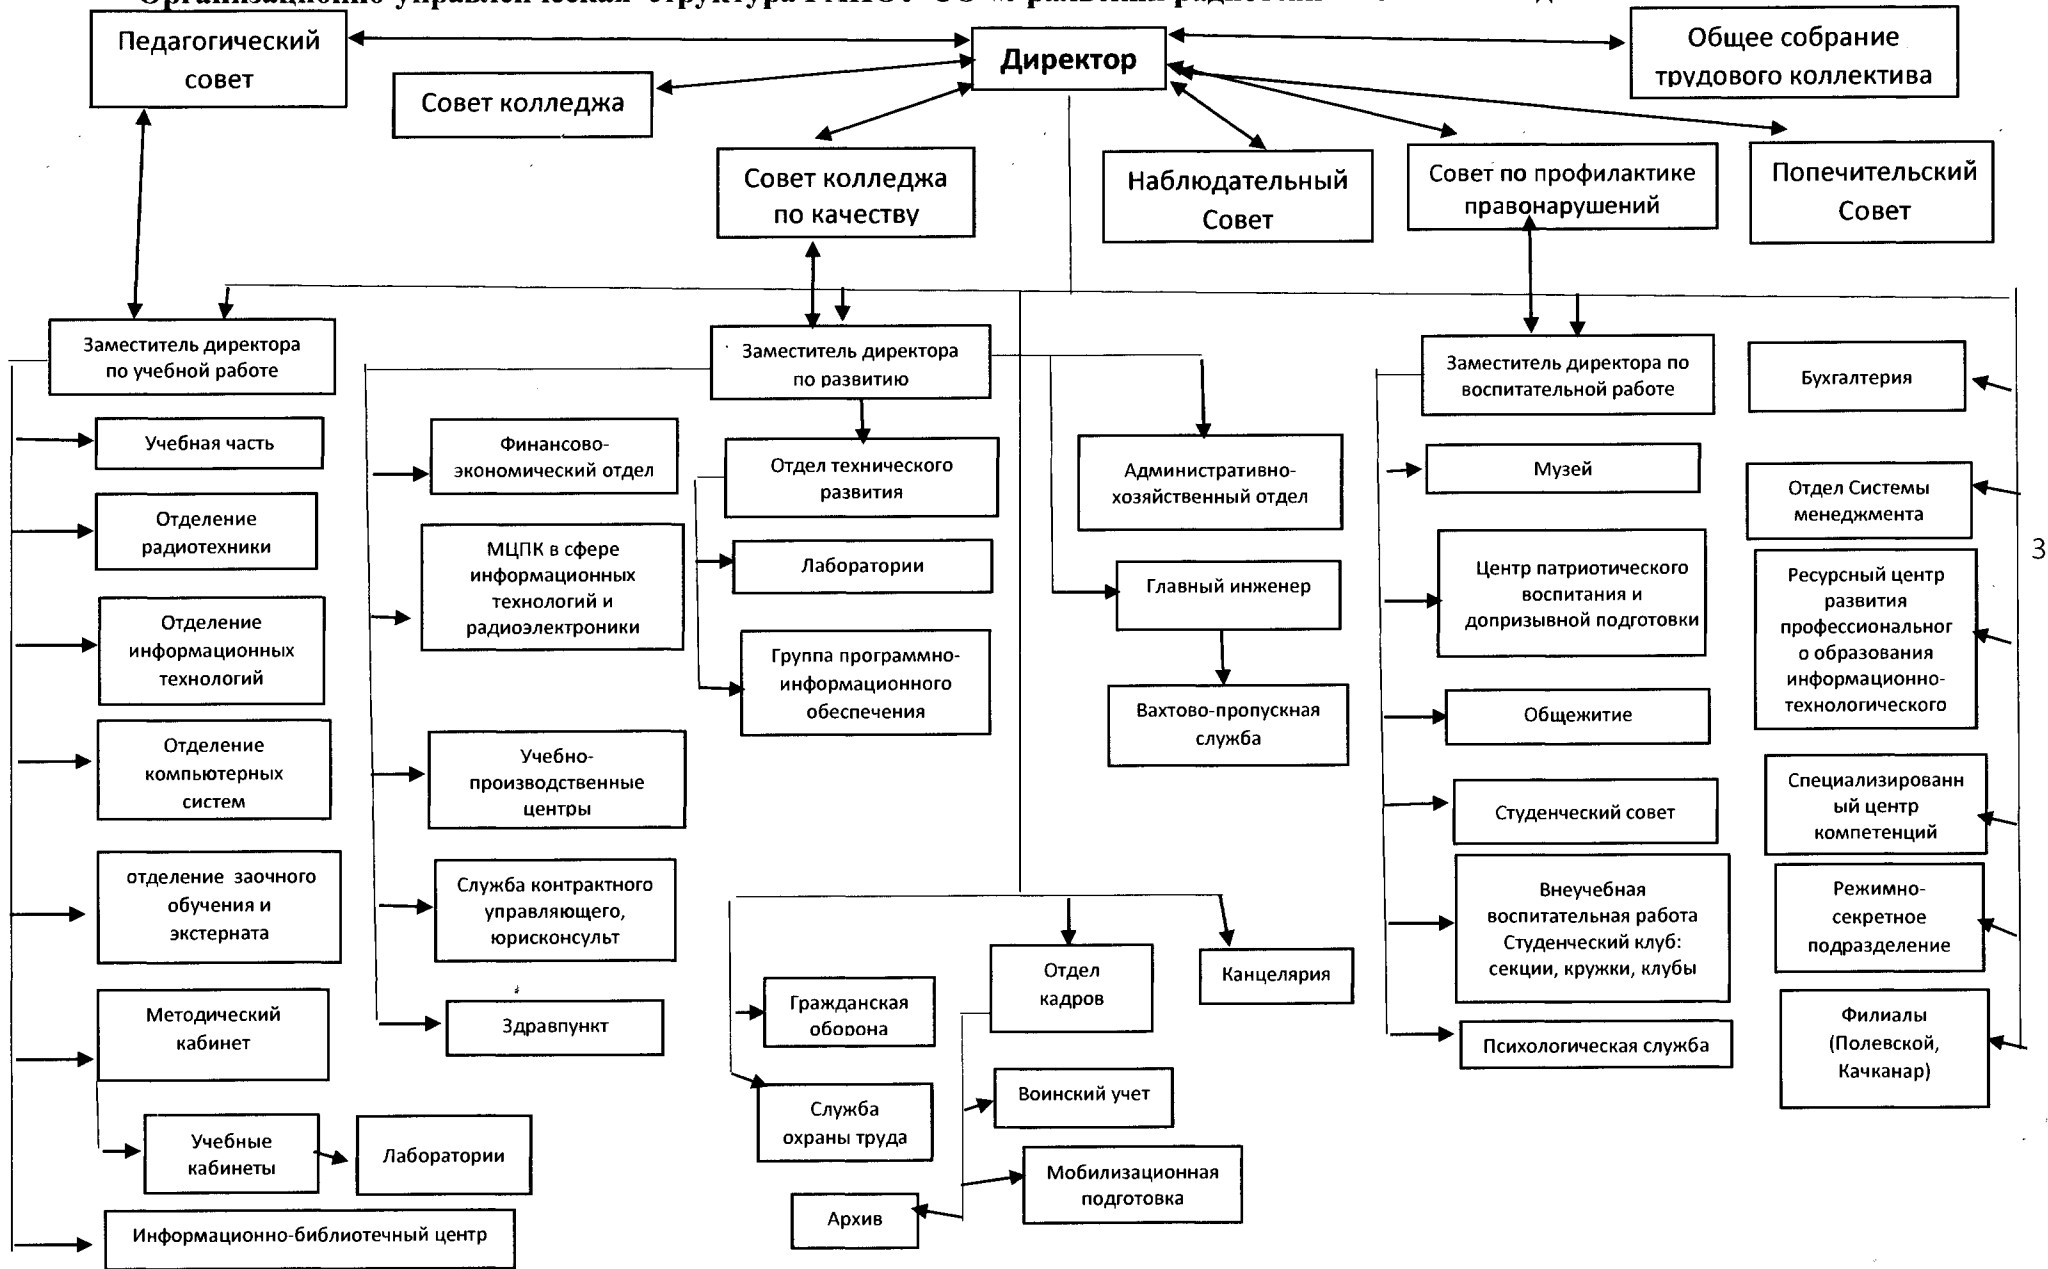 Организационно-управленческая структура
Педагогический
совет
Директор
Общее собрание
трудового коллектива
Совет колледжа
Совет колледжа
по качеству
Наблюдательный
Совет
Совет по профилактике
правонарушений
Попечительский
Совет
Заместитель директора
по учебной работе
Учебная часть
Отделение
радиотехники
Отделение
информационных
технологий
Отделение
компьютерных
систем
отделение заочного
обучения и
экстерната
Методический
кабинет
Учебные
кабинеты
Лаборатории
Информационно-библиотечный центр
Заместитель директора
по развитию
Финансово-
экономический отдел
МЦПК в сфере
информационных
технологий и
радиоэлектроники
Учебно-
производственные
центры
Служба контрактного
управляющего,
юрисконсульт
Здравпункт
Отдел технического
развития
Лаборатории
Группа программно-
информационного
обеспечения
Административно-
хозяйственный отдел
Главный инженер
Вахтово-пропускная
служба
Гражданская
оборона
Служба
охраны труда
Отдел
кадров
Канцелярия
Воинский учет
Мобилизационная
подготовка
Архив
Заместитель директора по
воспитательной работе
Музей
Центр патриотического
воспитания и
допризывной подготовки
Общежитие
Студенческий совет
Внеучебная
воспитательная работа
Студенческий клуб:
секции, кружки, клубы
Психологическая служба
Бухгалтерия
Отдел Системы
менеджмента
Ресурсный центр
развития
профессиональног
о образования
информационно-
технологического
Специализированн
ый центр
компетенций
Режимно-
секретное
подразделение
Филиалы
(Полевской,
Качканар)
3